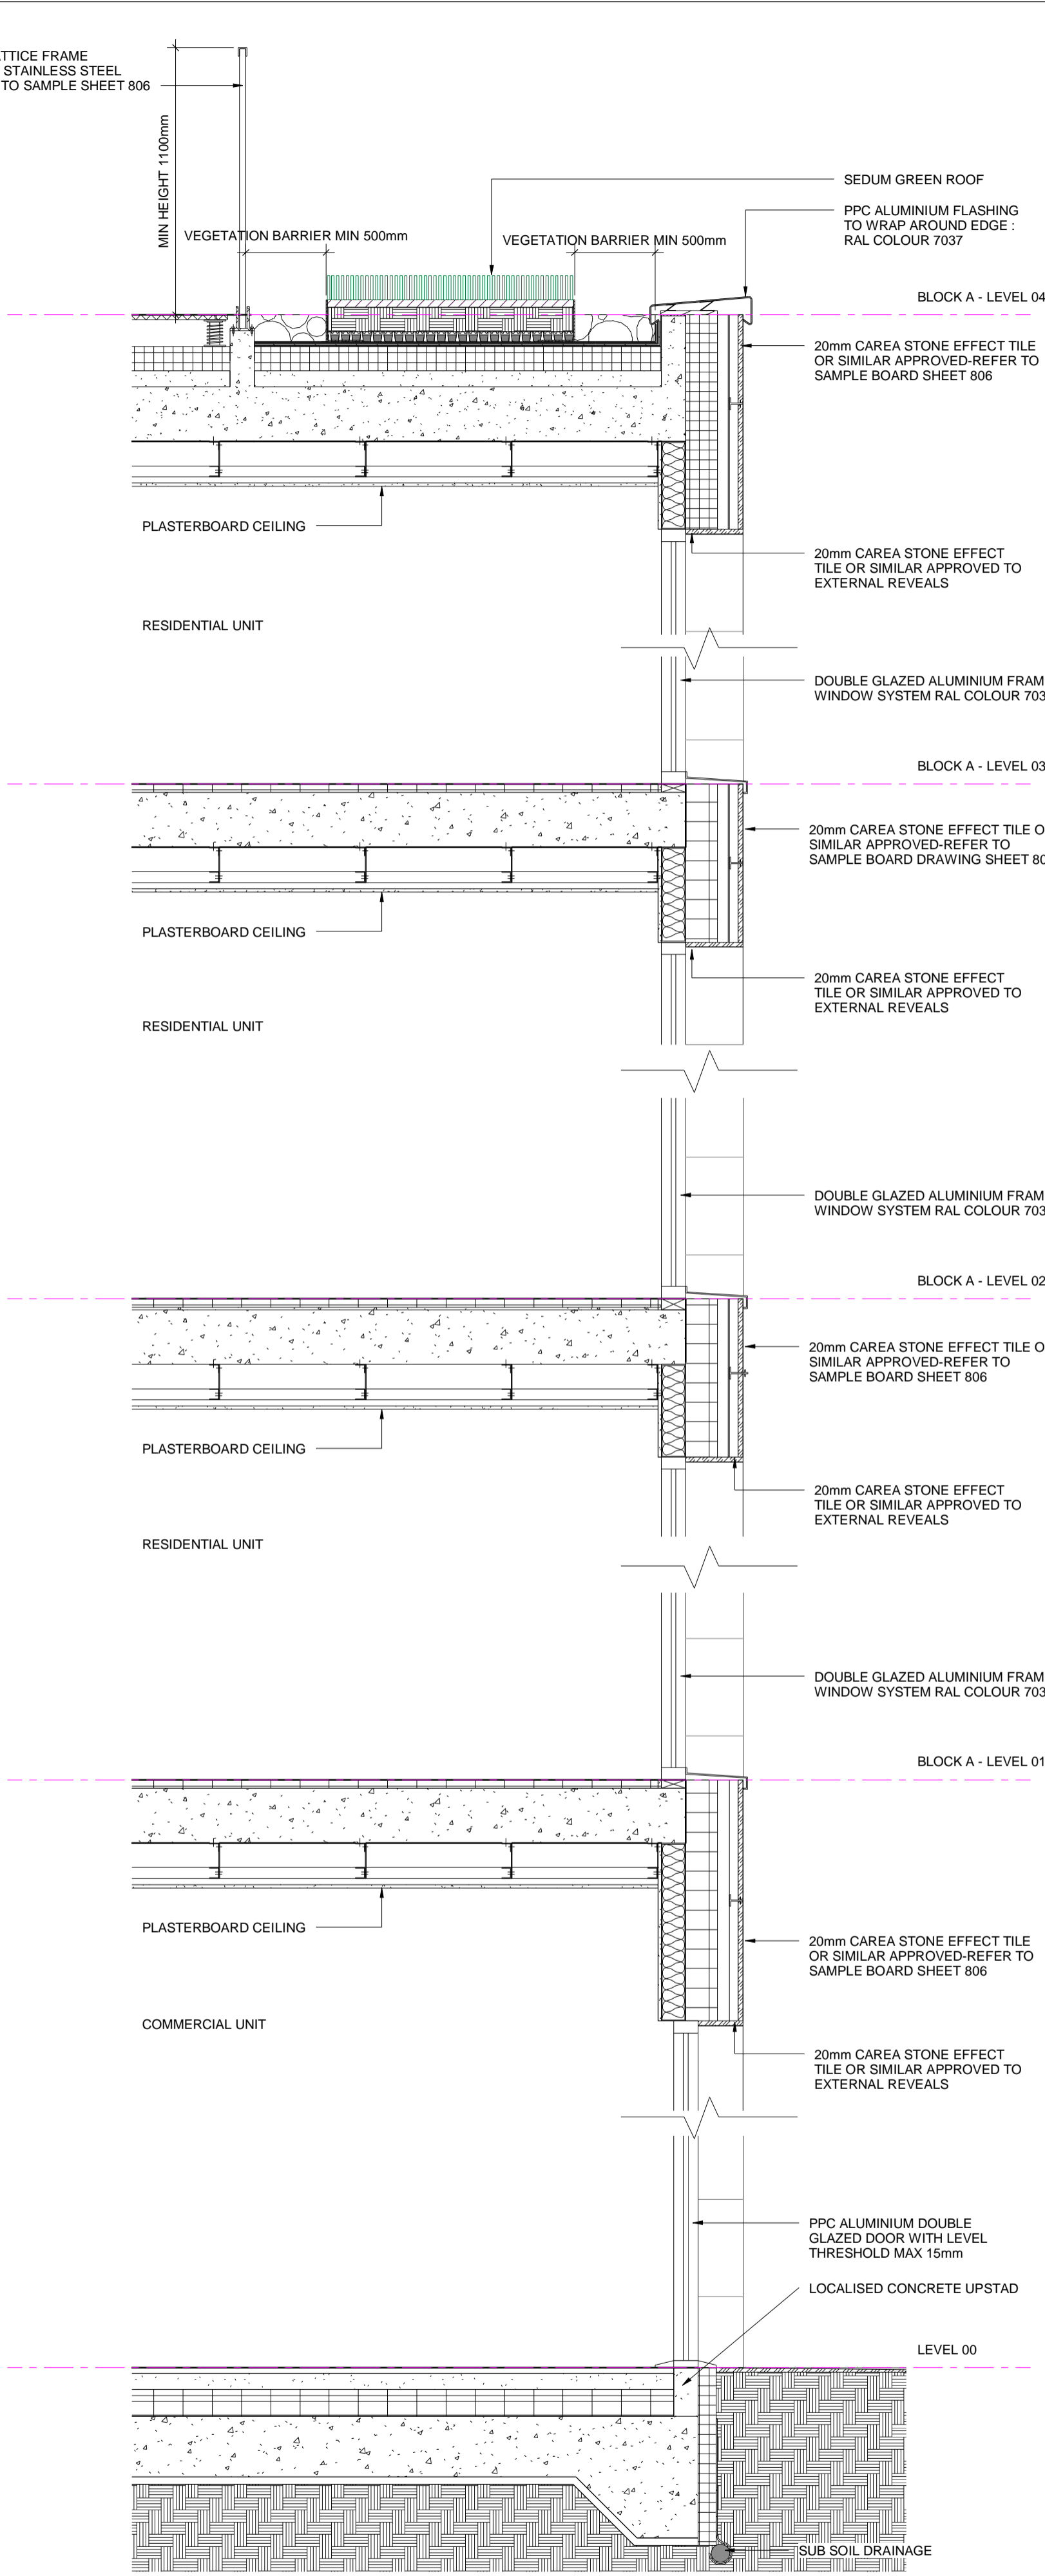 TTICE FRAME
STAINLESS STEEL
TO SAMPLE SHEET 806
MIN HEIGHT 1100mm
VEGETATION BARRIER MIN 500mm
VEGETATION BARRIER MIN 500mm
SEDUM GREEN ROOF
PPC ALUMINIUM FLASHING
TO WRAP AROUND EDGE :
RAL COLOUR 7037
BLOCK A - LEVEL 04
20mm CAREA STONE EFFECT TILE
OR SIMILAR APPROVED-REFER TO
SAMPLE BOARD SHEET 806
PLASTERBOARD CEILING
20mm CAREA STONE EFFECT
TILE OR SIMILAR APPROVED TO
EXTERNAL REVEALS
RESIDENTIAL UNIT
DOUBLE GLAZED ALUMINIUM FRAM
WINDOW SYSTEM RAL COLOUR 703
BLOCK A - LEVEL 03
20mm CAREA STONE EFFECT TILE O
SIMILAR APPROVED-REFER TO
SAMPLE BOARD DRAWING SHEET 80
PLASTERBOARD CEILING
20mm CAREA STONE EFFECT
TILE OR SIMILAR APPROVED TO
EXTERNAL REVEALS
RESIDENTIAL UNIT
DOUBLE GLAZED ALUMINIUM FRAM
WINDOW SYSTEM RAL COLOUR 703
BLOCK A - LEVEL 02
20mm CAREA STONE EFFECT TILE O
SIMILAR APPROVED-REFER TO
SAMPLE BOARD SHEET 806
PLASTERBOARD CEILING
20mm CAREA STONE EFFECT
TILE OR SIMILAR APPROVED TO
EXTERNAL REVEALS
RESIDENTIAL UNIT
DOUBLE GLAZED ALUMINIUM FRAM
WINDOW SYSTEM RAL COLOUR 703
BLOCK A - LEVEL 01
PLASTERBOARD CEILING
20mm CAREA STONE EFFECT TILE
OR SIMILAR APPROVED-REFER TO
SAMPLE BOARD SHEET 806
COMMERCIAL UNIT
20mm CAREA STONE EFFECT
TILE OR SIMILAR APPROVED TO
EXTERNAL REVEALS
PPC ALUMINIUM DOUBLE
GLAZED DOOR WITH LEVEL
THRESHOLD MAX 15mm
LOCALISED CONCRETE UPSTAD
LEVEL 00
SUB SOIL DRAINAGE